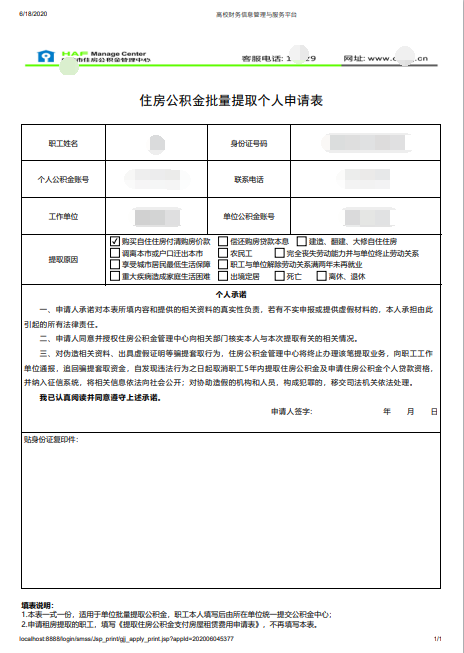 6/18/2020 高校财务信息管理与服务平台
HAF Manage Center
市住房公积金管理中心 客服电话: 1 29 网址: www. .cn
住房公积金批量提取个人申请表
职工姓名 身份证号码
个人公积金账号 联系电话
工作单位 单位公积金账号
提取原因
✓ 购买自住住房付清购房价款 偿还购房贷款本息 建造、翻建、大修自住住房
调离本市或户口迁出本市 农民工 完全丧失劳动能力并与单位终止劳动关系
享受城市居民最低生活保障 职工与单位解除劳动关系满两年未再就业
重大疾病造成家庭生活困难 出境定居 死亡 离休、退休
个人承诺
一、申请人承诺对本表所填内容和提供的相关资料的真实性负责，若有不实申报或提供虚假材料的，本人承担由此
引起的所有法律责任。
二、申请人同意并授权住房公积金管理中心向相关部门核实本人与本次提取有关的相关情况。
三、对伪造相关资料、出具虚假证明等骗提套取行为，住房公积金管理中心将终止办理该笔提取业务，向职工工作
单位通报，追回骗提套取资金，自发现违法行为之日起取消职工5年内提取住房公积金及申请住房公积金个人贷款资格，
并纳入征信系统，将相关信息依法向社会公开；对协助造假的机构和人员，构成犯罪的，移交司法机关依法处理。
我已认真阅读并同意遵守上述承诺。
申请人签字: 年 月 日
贴身份证复印件:
填表说明：
1.本表一式一份，适用于单位批量提取公积金，职工本人填写后由所在单位统一提交公积金中心；
2.申请租房提取的职工，填写《提取住房公积金支付房屋租赁费用申请表》，不再填写本表。
localhost:8888/login/smss/Jsp_print/gjj_apply_print.jsp?appId=202006045377 1/1